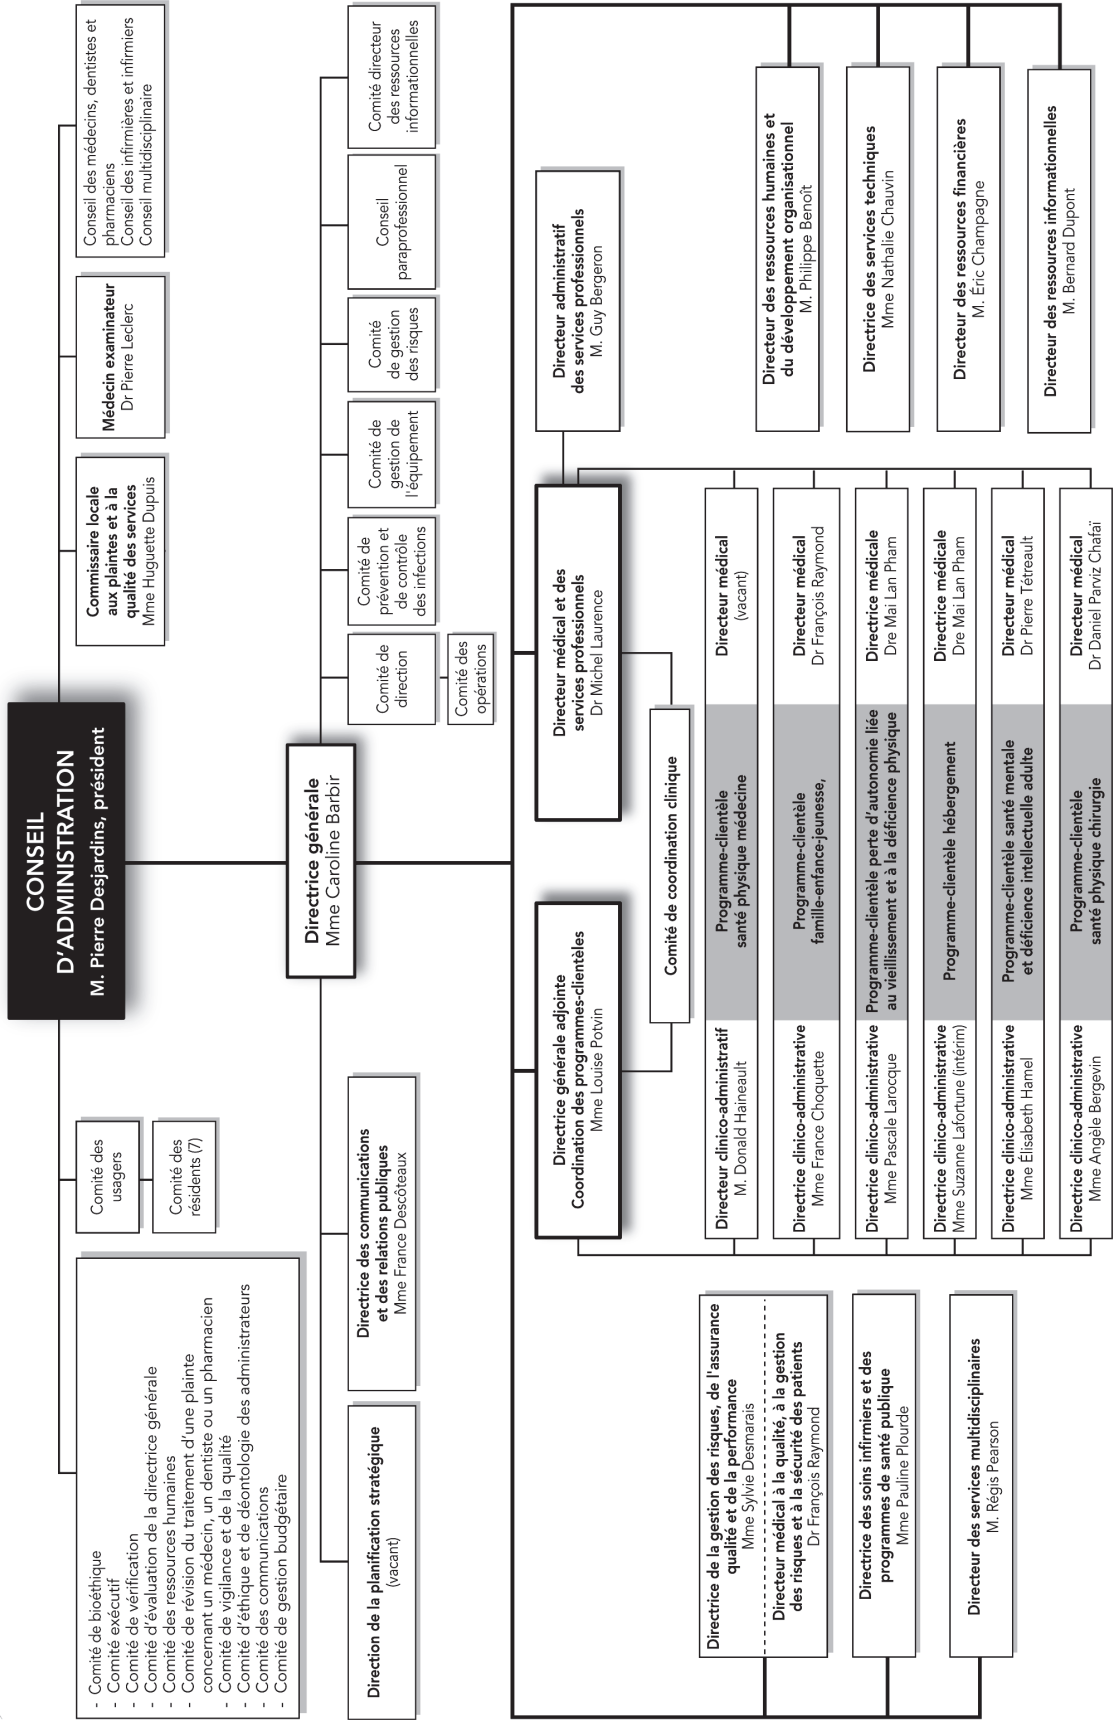 CONSEIL
D'ADMINISTRATION
M. Pierre Desjardins, président
- Comité de bioéthique
- Comité exécutif
- Comité de vérification
- Comité d'évaluation de la directrice générale
- Comité des ressources humaines
- Comité de révision du traitement d'une plainte
concernant un médecin, un dentiste ou un pharmacien
- Comité de vigilance et de la qualité
- Comité d'éthique et de déontologie des administrateurs
- Comité des communications
- Comité de gestion budgétaire
Comité des
usagers
Comité des
résidents (7)
Commissaire locale
aux plaintes et à la
qualité des services
Mme Huguette Dupuis
Médecin examinateur
Dr Pierre Leclerc
Conseil des médecins, dentistes et
pharmaciens
Conseil des infirmières et infirmiers
Conseil multidisciplinaire
Directrice générale
Mme Caroline Barbir
Direction de la planification stratégique
(vacant)
Directrice des communications
et des relations publiques
Mme France Descôteaux
Comité de
direction
Comité des
opérations
Comité de
prévention et
de contrôle
des infections
Comité de
gestion de
l'équipement
Comité
de gestion
des risques
Conseil
paraprofessionnel
Comité directeur
des ressources
informationnelles
Directrice générale adjointe
Coordination des programmes-clientèles
Mme Louise Potvin
Directeur médical et des
services professionnels
Dr Michel Laurence
Directeur administratif
des services professionnels
M. Guy Bergeron
Comité de coordination clinique
Directrice de la gestion des risques, de l'assurance
qualité et de la performance
Mme Sylvie Desmarais
Directeur médical à la qualité, à la gestion
des risques et à la sécurité des patients
Dr François Raymond
Directrice des soins infirmiers et des
programmes de santé publique
Mme Pauline Plourde
Directeur des services multidisciplinaires
M. Régis Pearson
Directeur clinico-administratif
M. Donald Haineault
Programme-clientèle
santé physique médecine
Directeur médical
(vacant)
Directrice clinico-administrative
Mme France Choquette
Programme-clientèle
famille-enfance-jeunesse,
Directeur médical
Dr François Raymond
Directrice clinico-administrative
Mme Pascale Larocque
Programme-clientèle perte d'autonomie liée
au vieillissement et à la déficience physique
Directrice médicale
Dre Mai Lan Pham
Directrice clinico-administrative
Mme Suzanne Lafortune (intérim)
Programme-clientèle hébergement
Directrice médicale
Dre Mai Lan Pham
Directrice clinico-administrative
Mme Élisabeth Hamel
Programme-clientèle santé mentale
et déficience intellectuelle adulte
Directeur médical
Dr Pierre Tétreault
Directrice clinico-administrative
Mme Angèle Bergevin
Programme-clientèle
santé physique chirurgie
Directeur médical
Dr Daniel Parviz Chafaï
Directeur des ressources humaines et
du développement organisationnel
M. Philippe Benoît
Directrice des services techniques
Mme Nathalie Chauvin
Directeur des ressources financières
M. Éric Champagne
Directeur des ressources informationnelles
M. Bernard Dupont